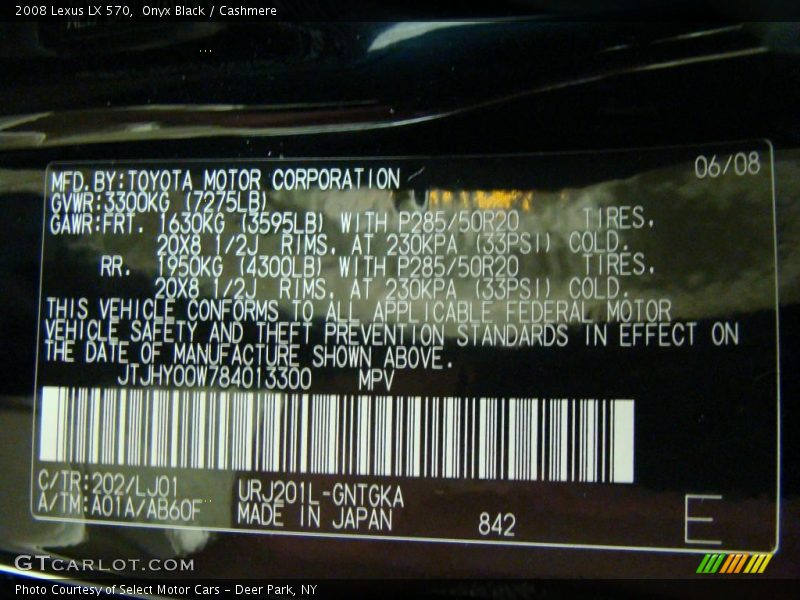 2008 Lexus LX 570, Onyx Black / Cashmere
06/08
MFD.BY:TOYOTA MOTOR CORPORATION
GVWR:3300KG (7275LB)
GAWR:FRT. 1630KG (3595LB) WITH P285/50R20 TIRES,
20X8 1/2J RIMS, AT 230KPA (33PSI) COLD.
RR. 1950KG (4300LB) WITH P285/50R20 TIRES,
20X8 1/2J RIMS, AT 230KPA (33PSI) COLD.
THIS VEHICLE CONFORMS TO ALL APPLICABLE FEDERAL MOTOR
VEHICLE SAFETY AND THEFT PREVENTION STANDARDS IN EFFECT ON
THE DATE OF MANUFACTURE SHOWN ABOVE.
JTJHY00W784013300 MPV
C/TR:202/LJ01 URJ201L-GNTGKA
A/TM:A01A/AB60F MADE IN JAPAN 842 E
GTCARLOT.COM
Photo Courtesy of Select Motor Cars - Deer Park, NY